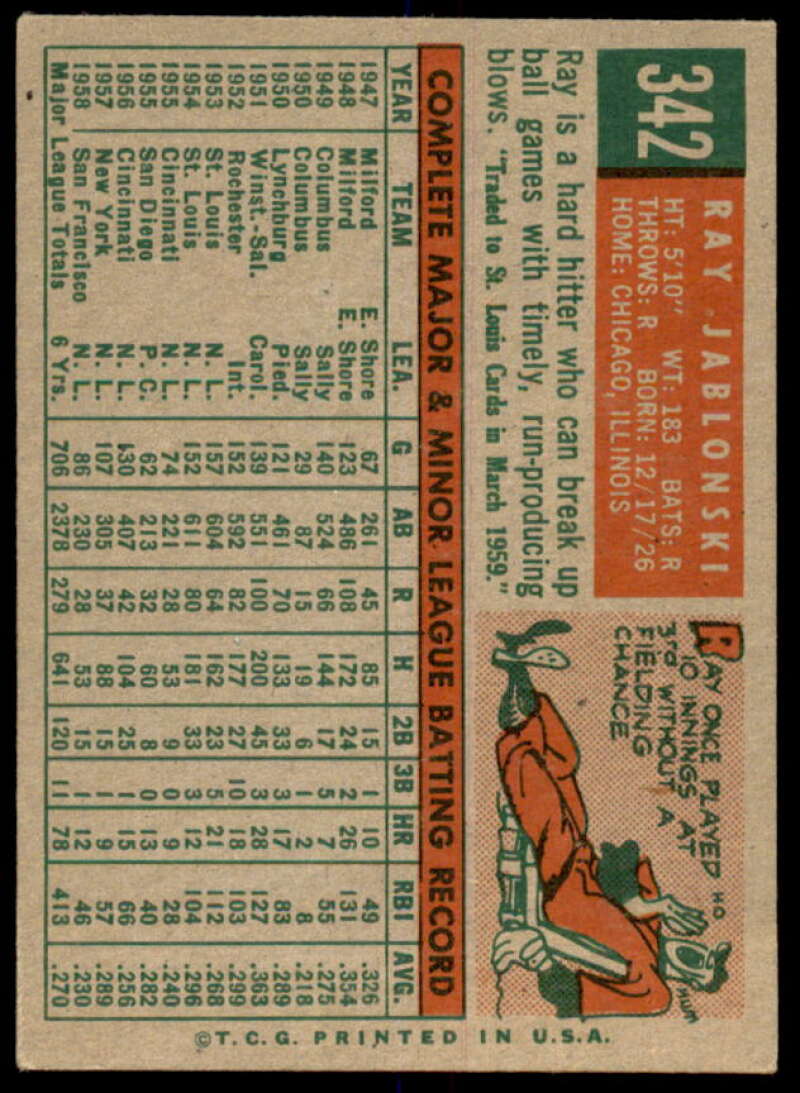 342
RAY JABLONSKI
HT: 5'10" WT: 183 BATS: R
THROWS: R BORN: 12/17/26
HOME: CHICAGO, ILLINOIS
Ray is a hard hitter who can break up
ball games with timely, run-producing
blows. "Traded to St. Louis Cards in March 1959."
RAY ONCE PLAYED
10 INNINGS AT
3rd WITHOUT A
FIELDING
CHANCE
HO
HUM
COMPLETE MAJOR & MINOR LEAGUE BATTING RECORD
YEAR TEAM LEA. G AB R H 2B 3B HR RBI AVG.
1947 Milford E. Shore 67 261 45 85 15 1 10 49 .326
1948 Milford E. Shore 123 486 108 172 24 2 26 131 .354
1949 Columbus Sally 140 524 66 144 17 5 7 55 .275
1950 Columbus Sally 29 87 15 19 6 1 2 8 .218
1950 Lynchburg Pied. 121 461 70 133 33 3 17 83 .289
1951 Winst.-Sal. Carol. 139 551 100 200 45 3 28 127 .363
1952 Rochester Int. 152 592 82 177 27 10 18 103 .299
1953 St. Louis N. L. 157 604 64 162 23 5 21 112 .268
1954 St. Louis N. L. 152 611 80 181 33 3 12 104 .296
1955 Cincinnati N. L. 74 221 28 53 9 0 9 28 .240
1955 San Diego P. C. 62 213 32 60 8 0 13 40 .282
1956 Cincinnati N. L. 130 407 42 104 25 1 15 66 .256
1957 New York N. L. 107 305 37 88 15 1 9 57 .289
1958 San Francisco N. L. 86 230 28 53 15 1 12 46 .230
Major League Totals 6 Yrs. 706 2378 279 641 120 11 78 413 .270
©T.C.G. PRINTED IN U.S.A.